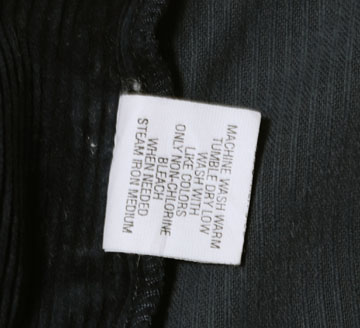 MACHINE WASH WARM
TUMBLE DRY LOW
WASH WITH
LIKE COLORS
ONLY NON-CHLORINE
BLEACH
WHEN NEEDED
STEAM IRON MEDIUM